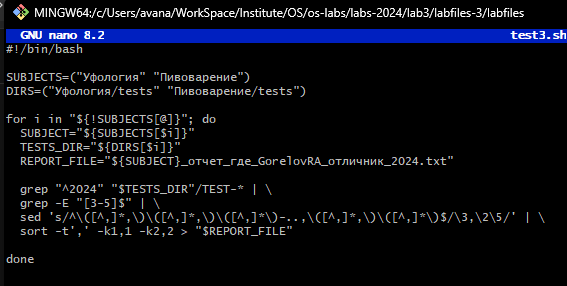 MINGW64:/c/Users/avana/WorkSpace/Institute/OS/os-labs/labs-2024/lab3/labfiles-3/labfiles
GNU nano 8.2 test3.sh
#!/bin/bash
SUBJECTS=("Уфология" "Пивоварение")
DIRS=("Уфология/tests" "Пивоварение/tests")
for i in "${!SUBJECTS[@]}"; do
SUBJECT="${SUBJECTS[$i]}"
TESTS_DIR="${DIRS[$i]}"
REPORT_FILE="${SUBJECT}_отчет_где_GorelovRA_отличник_2024.txt"
grep "^2024" "$TESTS_DIR"/TEST-* | \
grep -E "[3-5]$" | \
sed 's/^\([^,]*,\)\([^,]*,\)\([^,]*\)-..,\([^,]*,\)\([^,]*\)$/\3,\2\5/' | \
sort -t',' -k1,1 -k2,2 > "$REPORT_FILE"
done